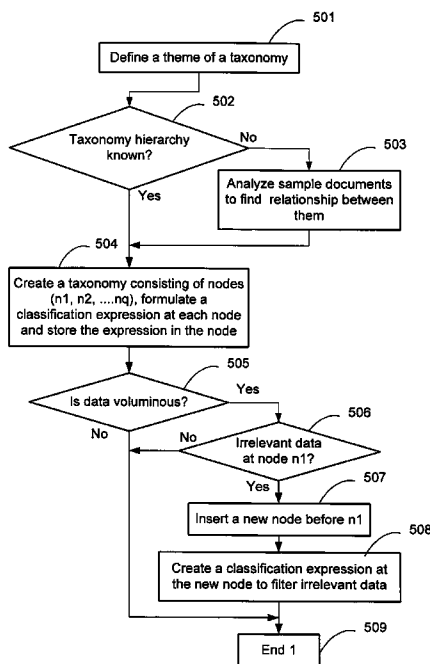 501
Define a theme of a taxonomy
502
Taxonomy hierarchy
known?
No
503
Yes
Analyze sample documents
to find relationship between
them
504
Create a taxonomy consisting of nodes
(n1, n2, ....nq), formulate a
classification expression at each node
and store the expression in the node
505
Is data voluminous?
Yes
506
No
No
Irrelevant data
at node n1?
Yes
507
Insert a new node before n1
508
Create a classification expression at
the new node to filter irrelevant data
509
End 1